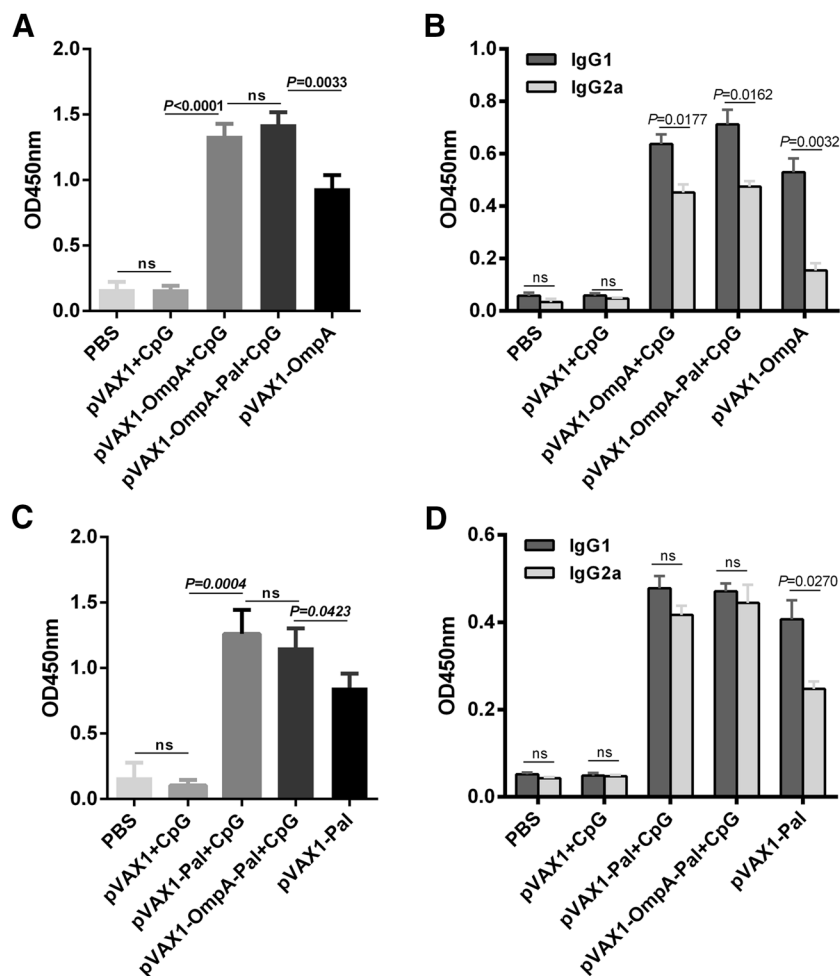 A
OD450nm
2.0
1.5
1.0
0.5
0.0
ns
P<0.0001
ns
P=0.0033
PBS
pVAX1+CpG
pVAX1-OmpA+CpG
pVAX1-OmpA-Pal+CpG
pVAX1-OmpA
B
OD450nm
1.0
0.8
0.6
0.4
0.2
0.0
IgG1
IgG2a
ns
ns
P=0.0177
P=0.0162
P=0.0032
PBS
pVAX1+CpG
pVAX1-OmpA+CpG
pVAX1-OmpA-Pal+CpG
pVAX1-OmpA
C
OD450nm
2.0
1.5
1.0
0.5
0.0
ns
P=0.0004
ns
P=0.0423
PBS
pVAX1+CpG
pVAX1-Pal+CpG
pVAX1-OmpA-Pal+CpG
pVAX1-Pal
D
OD450nm
0.6
0.4
0.2
0.0
IgG1
IgG2a
ns
ns
ns
ns
P=0.0270
PBS
pVAX1+CpG
pVAX1-Pal+CpG
pVAX1-OmpA-Pal+CpG
pVAX1-Pal